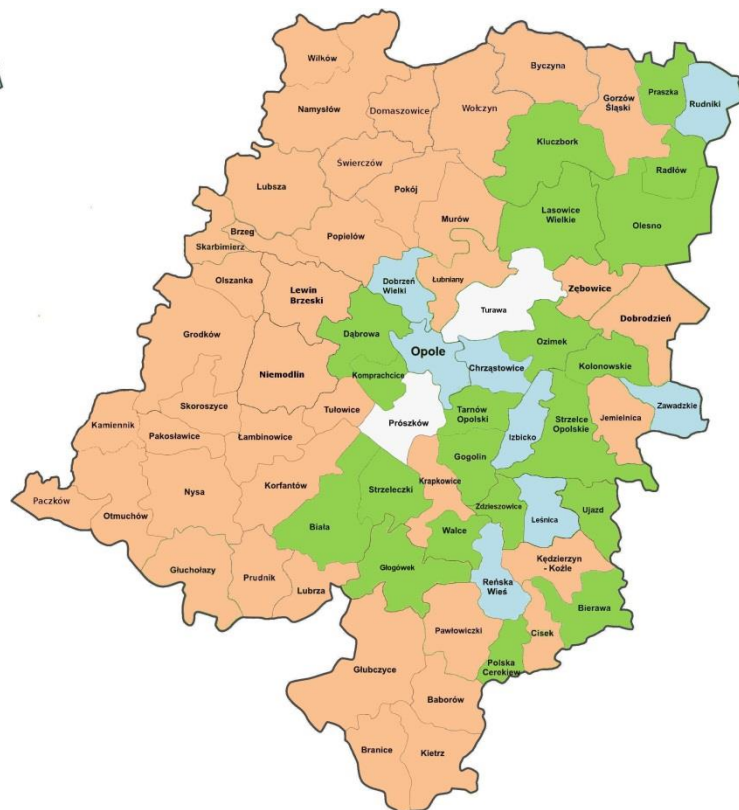 Wilków
Byczyna
Praszka
Rudniki
Gorzów
Śląski
Namysłów
Domaszowice
Wołczyn
Kluczbork
Świerczów
Radłów
Lubsza
Pokój
Murów
Lasowice
Wielkie
Olesno
Brzeg
Skarbimierz
Popielów
Olszanka
Lewin
Brzeski
Dobrzeń
Wielki
Łubniany
Turawa
Zębowice
Dobrodzień
Grodków
Dąbrowa
Opole
Ozimek
Niemodlin
Komprachcice
Chrząstowice
Kolonowskie
Skoroszyce
Tułowice
Prószków
Tarnów
Opolski
Izbicko
Strzelce
Opolskie
Jemielnica
Zawadzkie
Kamiennik
Pakosławice
Łambinowice
Gogolin
Paczków
Otmuchów
Nysa
Korfantów
Strzeleczki
Krapkowice
Zdzieszowice
Leśnica
Ujazd
Biała
Walce
Głuchołazy
Prudnik
Lubrza
Głogówek
Reńska
Wieś
Kędzierzyn
- Koźle
Bierawa
Pawłowiczki
Cisek
Polska
Cerekiew
Głubczyce
Baborów
Branice
Kietrz